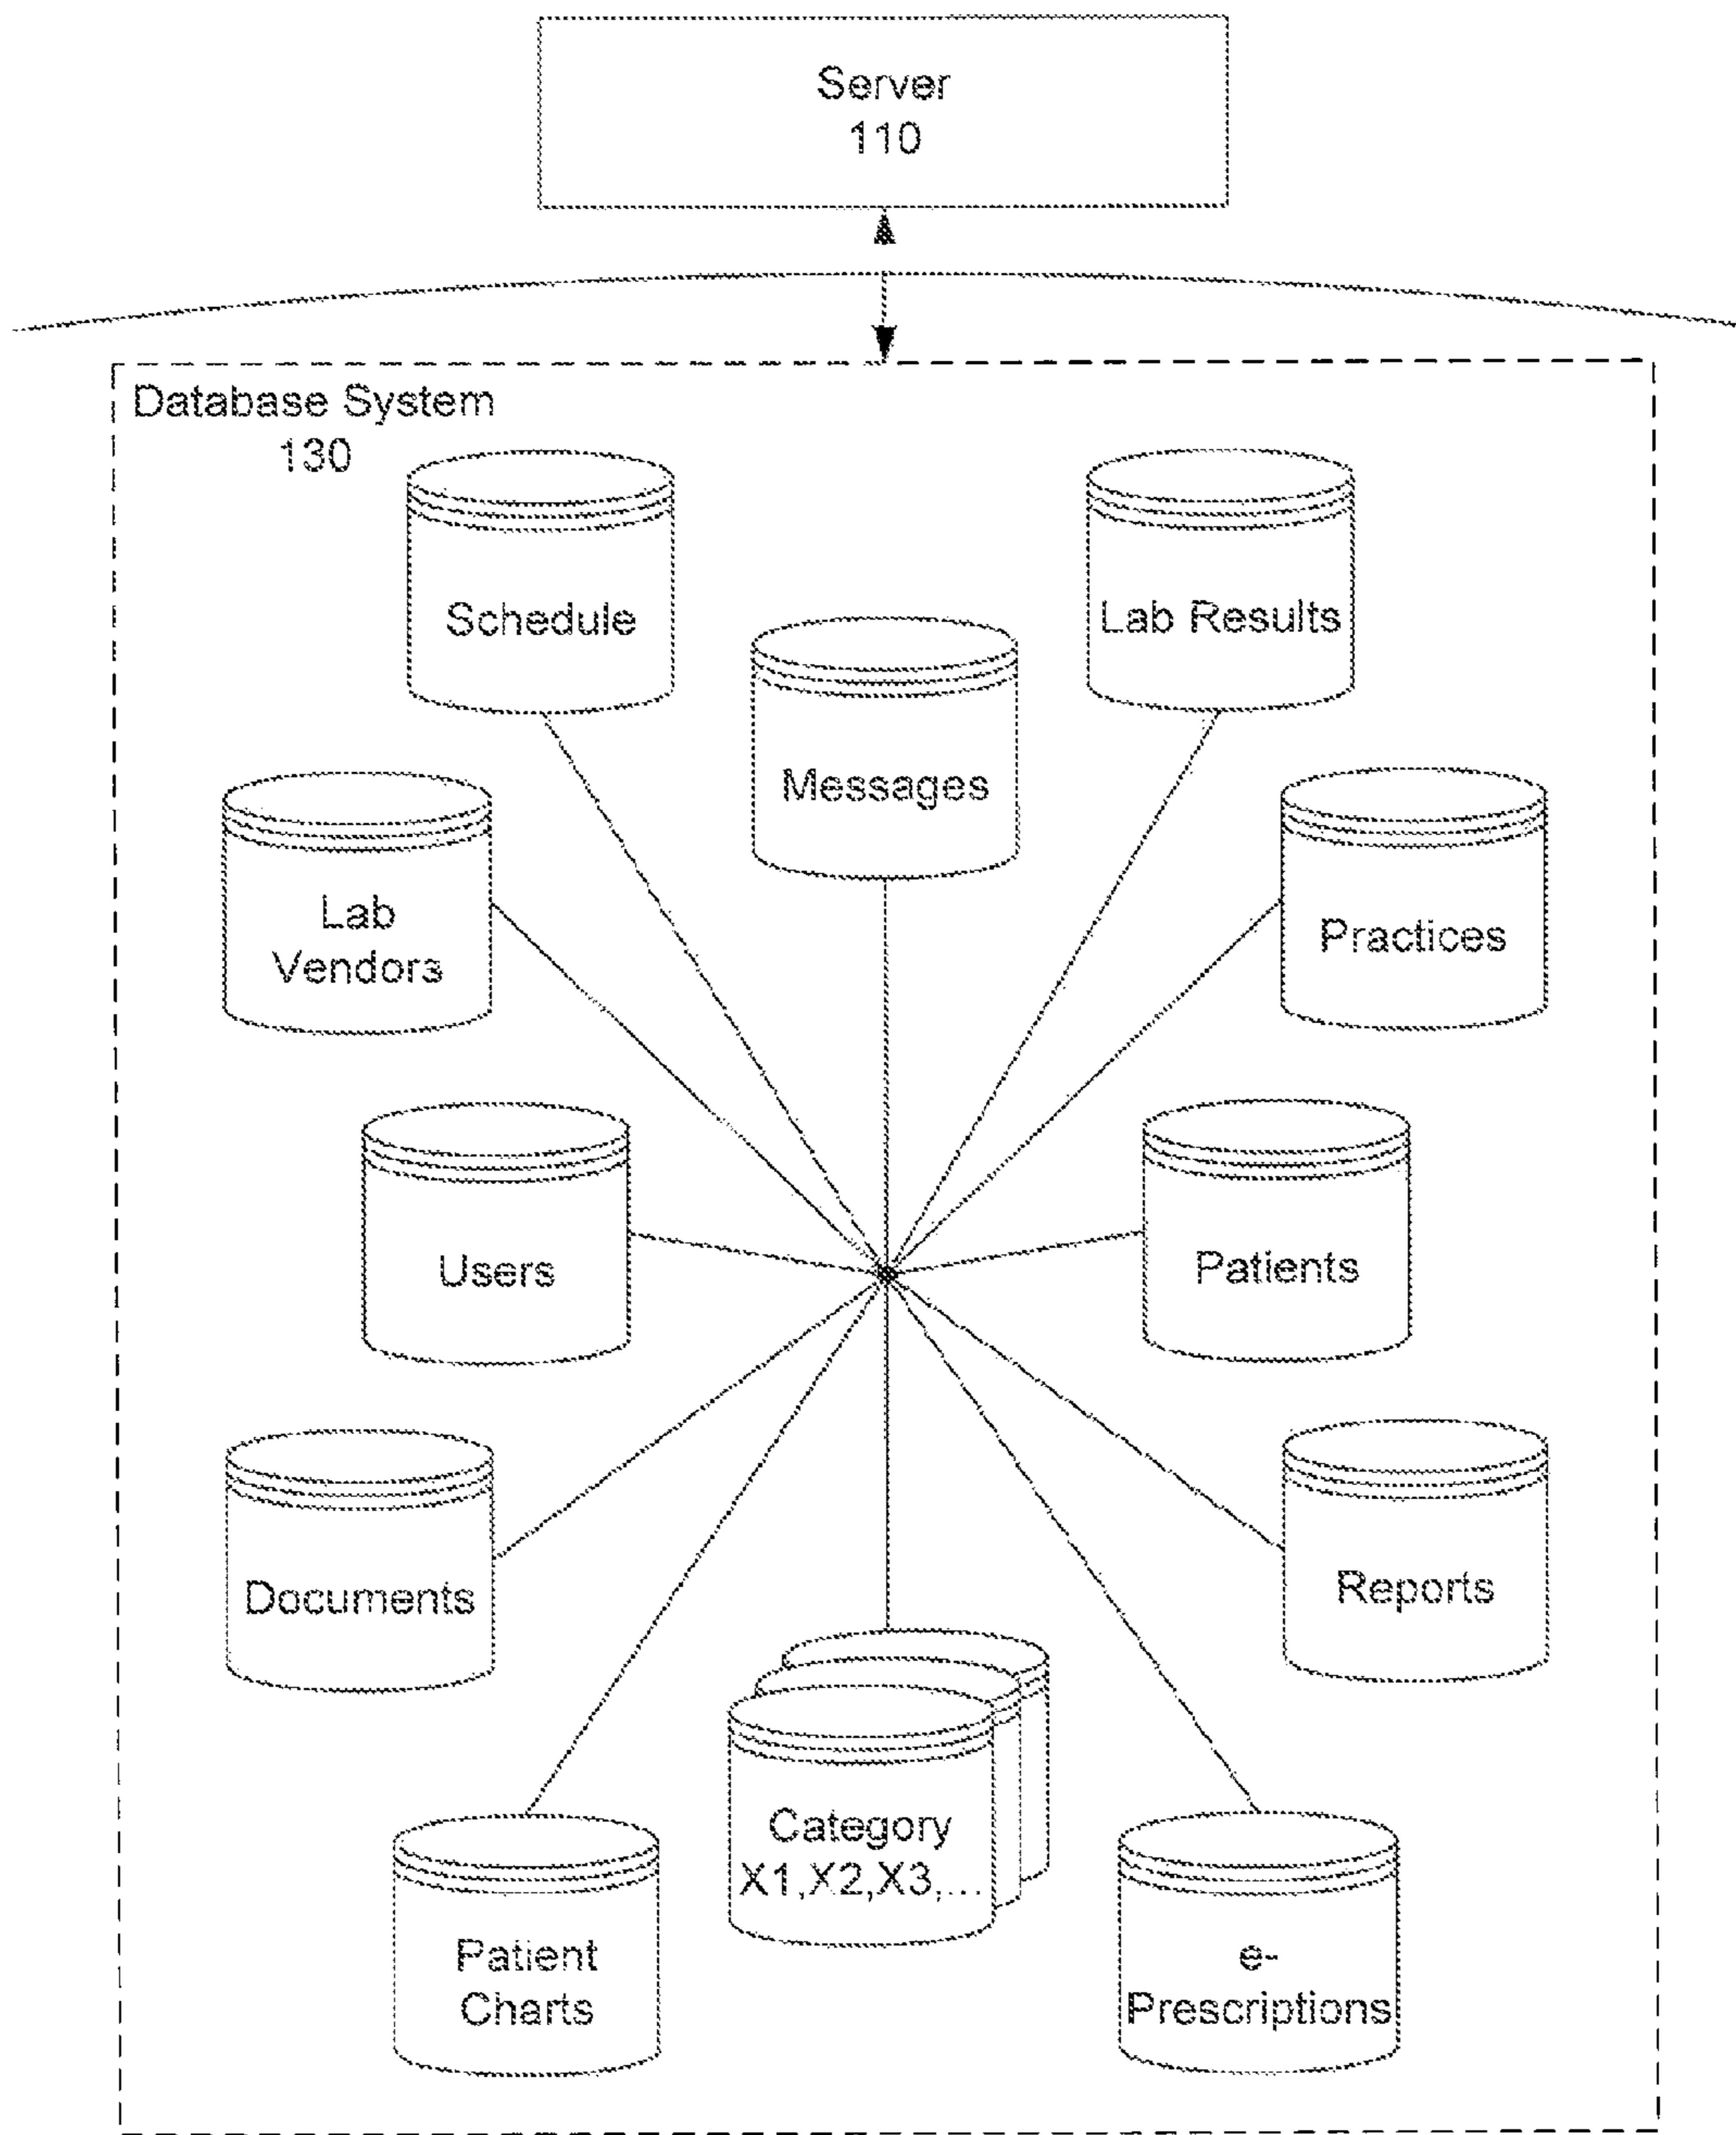 Server
110
Database System
130
Schedule
Lab Results
Messages
Lab
Vendors
Practices
Users
Patients
Documents
Reports
Category
X1,X2,X3,...
Patient
Charts
e-
Prescriptions